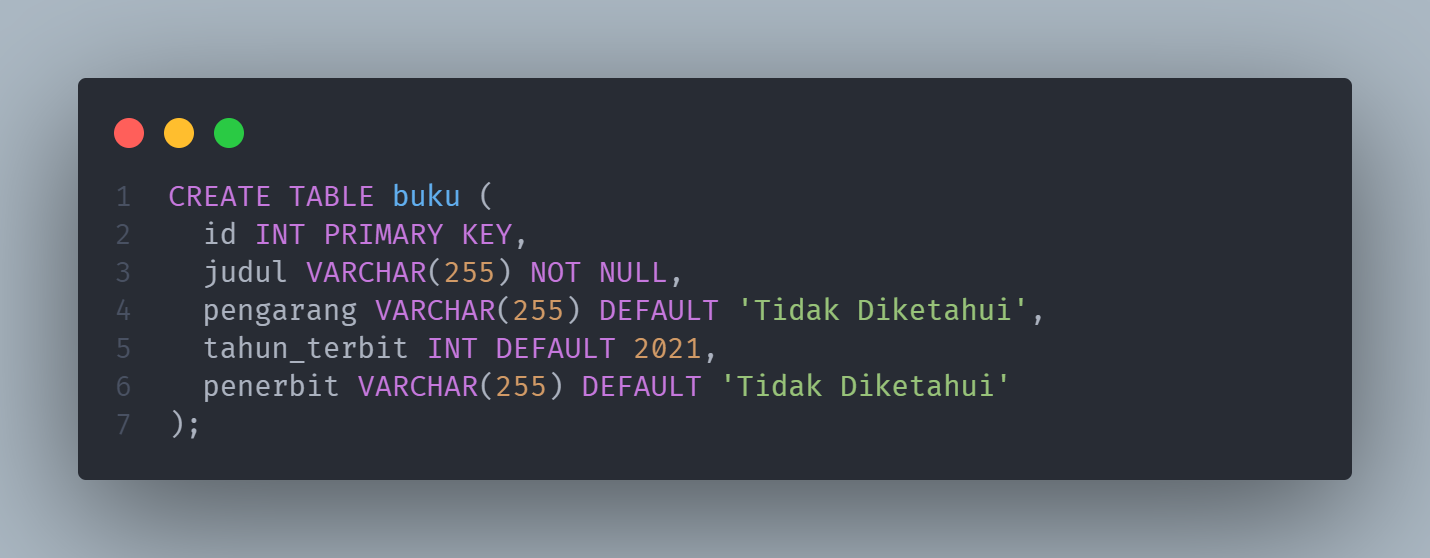 1 CREATE TABLE buku (
2   id INT PRIMARY KEY,
3   judul VARCHAR(255) NOT NULL,
4   pengarang VARCHAR(255) DEFAULT 'Tidak Diketahui',
5   tahun_terbit INT DEFAULT 2021,
6   penerbit VARCHAR(255) DEFAULT 'Tidak Diketahui'
7 );